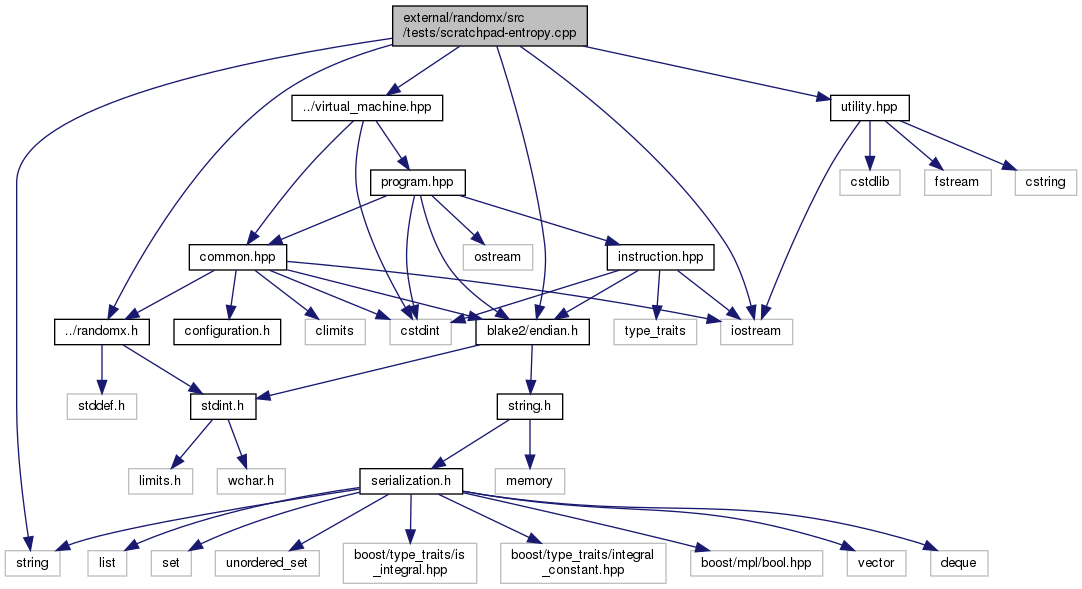 external/randomx/src
/tests/scratchpad-entropy.cpp
../virtual_machine.hpp
utility.hpp
program.hpp
cstdlib
fstream
cstring
common.hpp
ostream
instruction.hpp
../randomx.h
configuration.h
climits
cstdint
blake2/endian.h
type_traits
iostream
stddef.h
stdint.h
string.h
limits.h
wchar.h
serialization.h
memory
string
list
set
unordered_set
boost/type_traits/is
_integral.hpp
boost/type_traits/integral
_constant.hpp
boost/mpl/bool.hpp
vector
deque